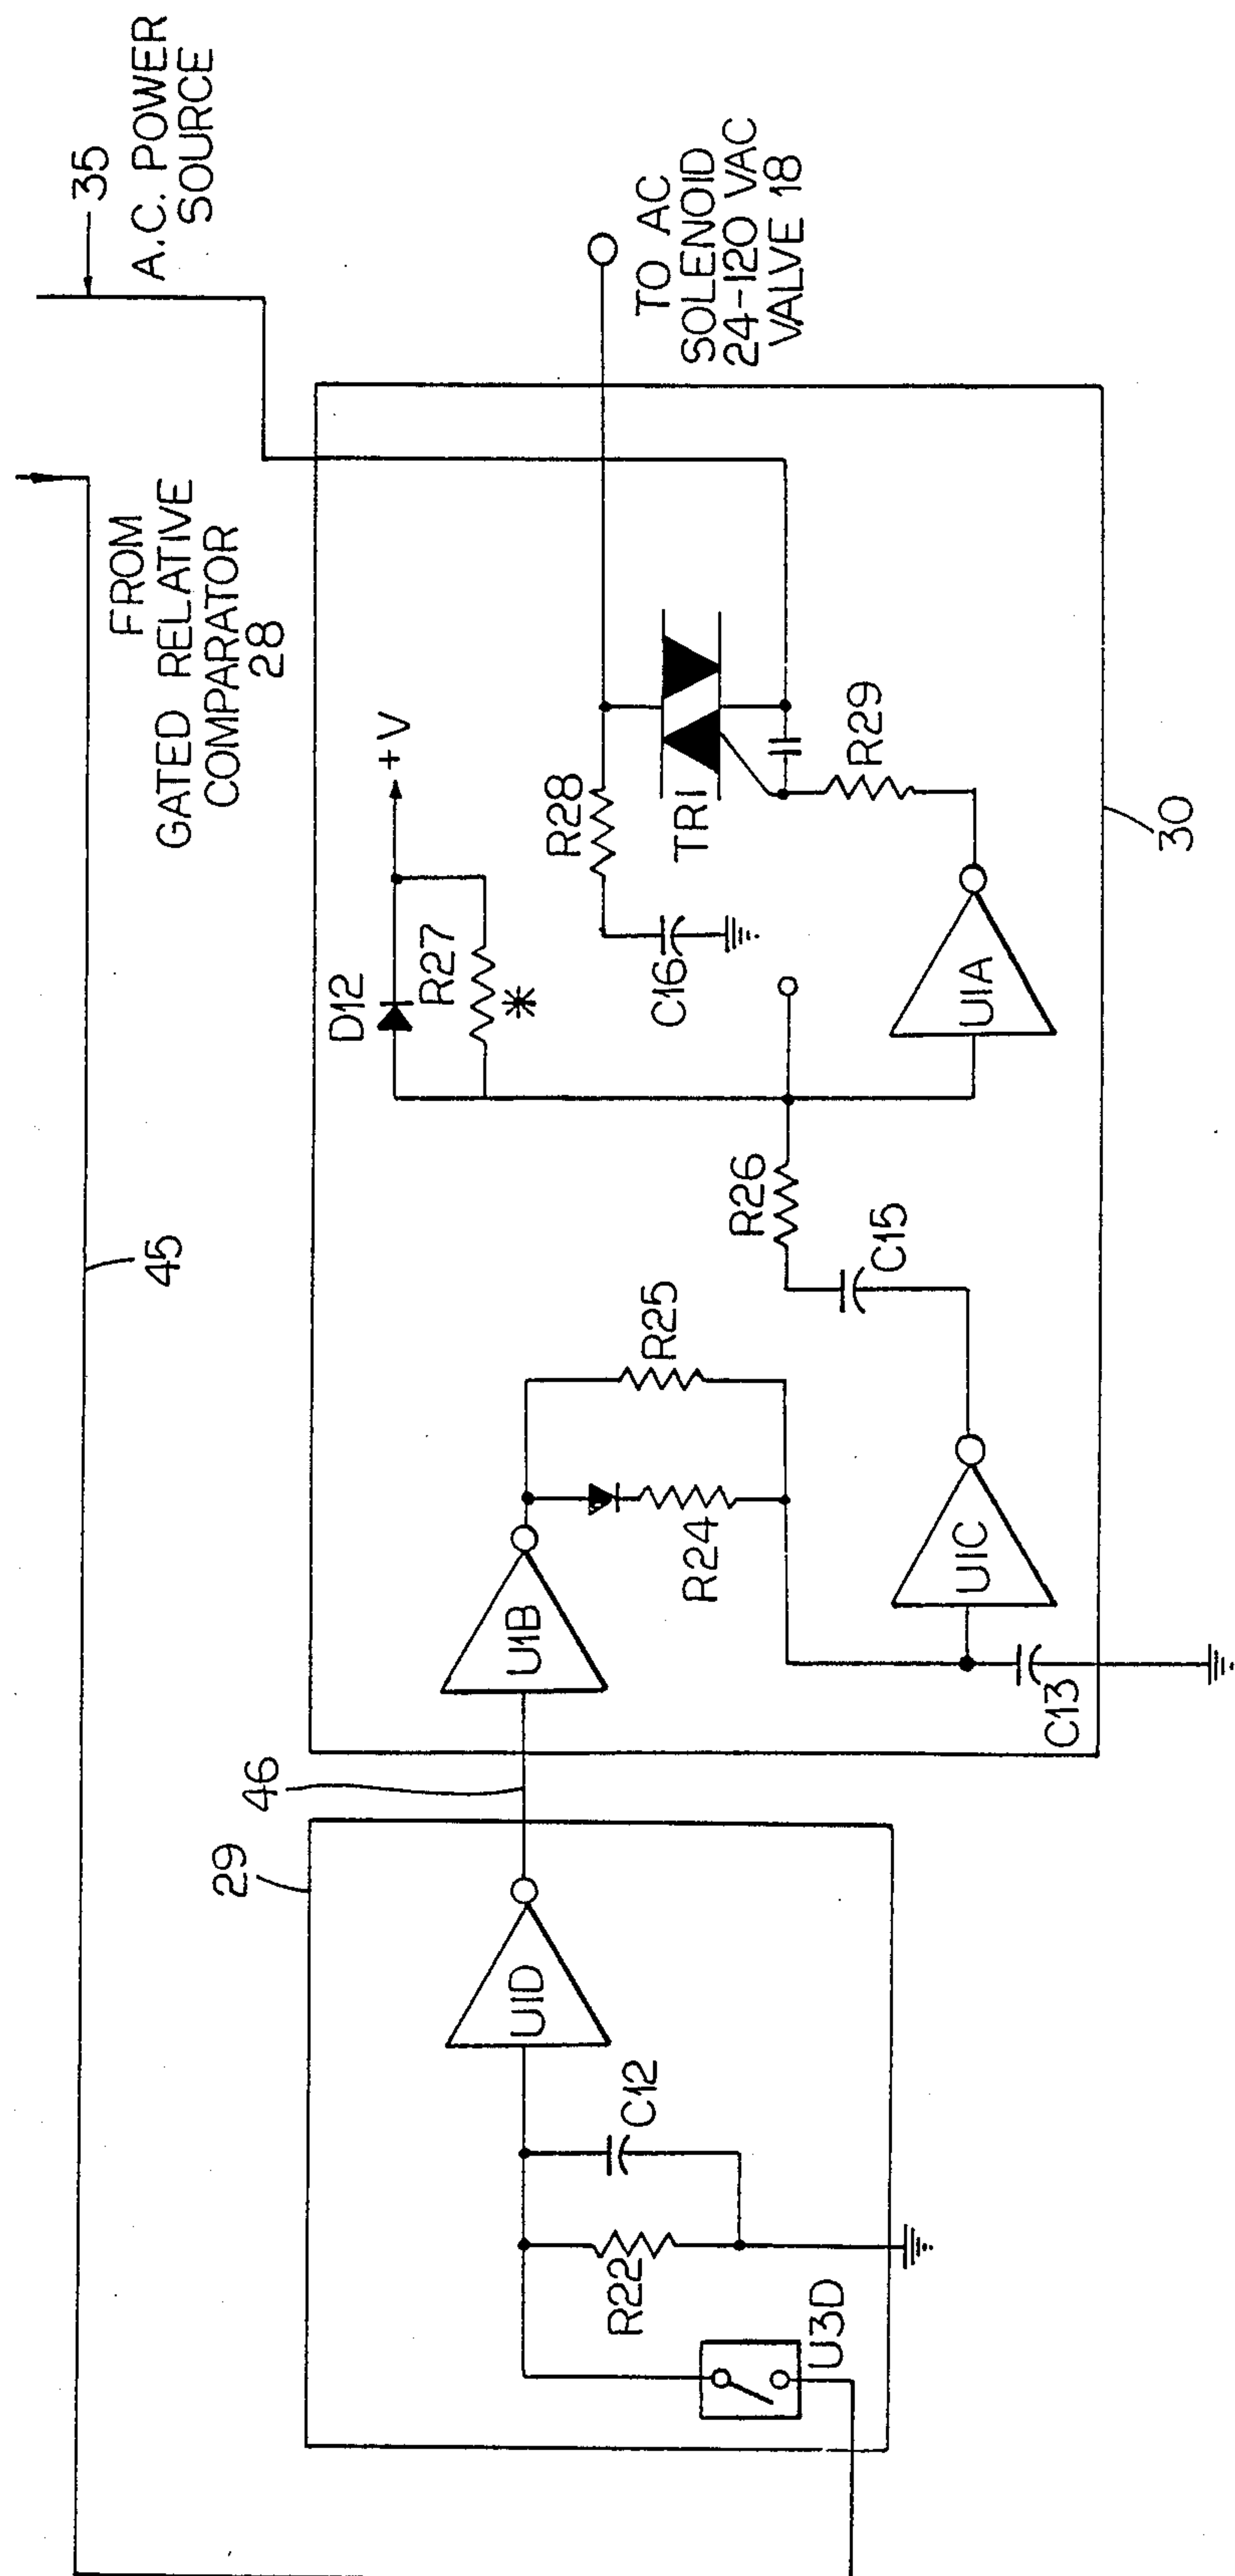 35
A.C. POWER
SOURCE
FROM
GATED RELATIVE
COMPARATOR
28
TO AC
SOLENOID
24-120 VAC
VALVE 18
45
+V
D12
R27
*
R28
C16
TR1
R29
U1A
30
R26
C15
R25
R24
U1B
U1C
C13
46
29
U1D
C12
R22
U3D